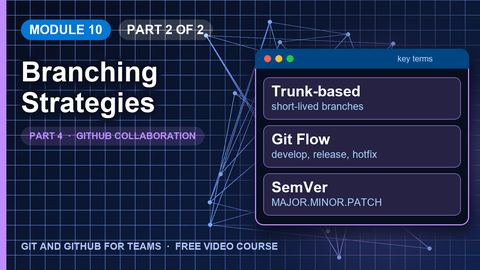 MODULE 10
PART 2 OF 2
Branching
Strategies
PART 4 · GITHUB COLLABORATION
key terms
Trunk-based
short-lived branches
Git Flow
develop, release, hotfix
SemVer
MAJOR.MINOR.PATCH
GIT AND GITHUB FOR TEAMS · FREE VIDEO COURSE